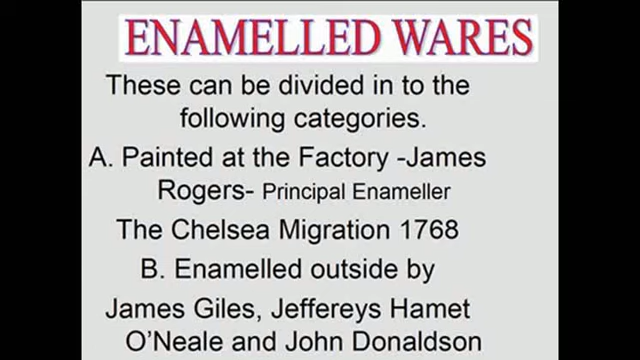 ENAMELLED WARES
These can be divided in to the
following categories.
A. Painted at the Factory -James
Rogers- Principal Enameller
The Chelsea Migration 1768
B. Enamelled outside by
James Giles, Jeffereys Hamet
O'Neale and John Donaldson